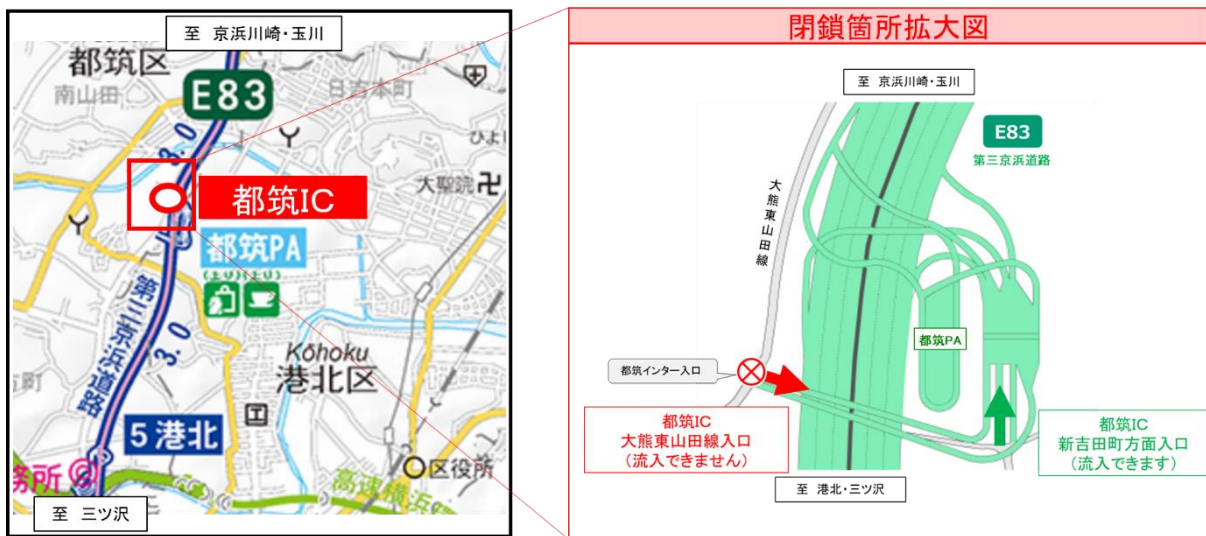 至 京浜川崎・玉川
都筑区
南山田
E83
日吉本町
3.0
ひよし
大聖院
都筑IC
都筑PA
(上り)(上り)
第三京浜道路
3.0
Kōhoku
港北区
5 港北
務所
区役所
高速横浜
至 三ツ沢
閉鎖箇所拡大図
至 京浜川崎・玉川
E83
第三京浜道路
大熊東山田線
都筑PA
都筑インター入口
都筑IC
大熊東山田線入口
(流入できません)
都筑IC
新吉田町方面入口
(流入できます)
至 港北・三ツ沢